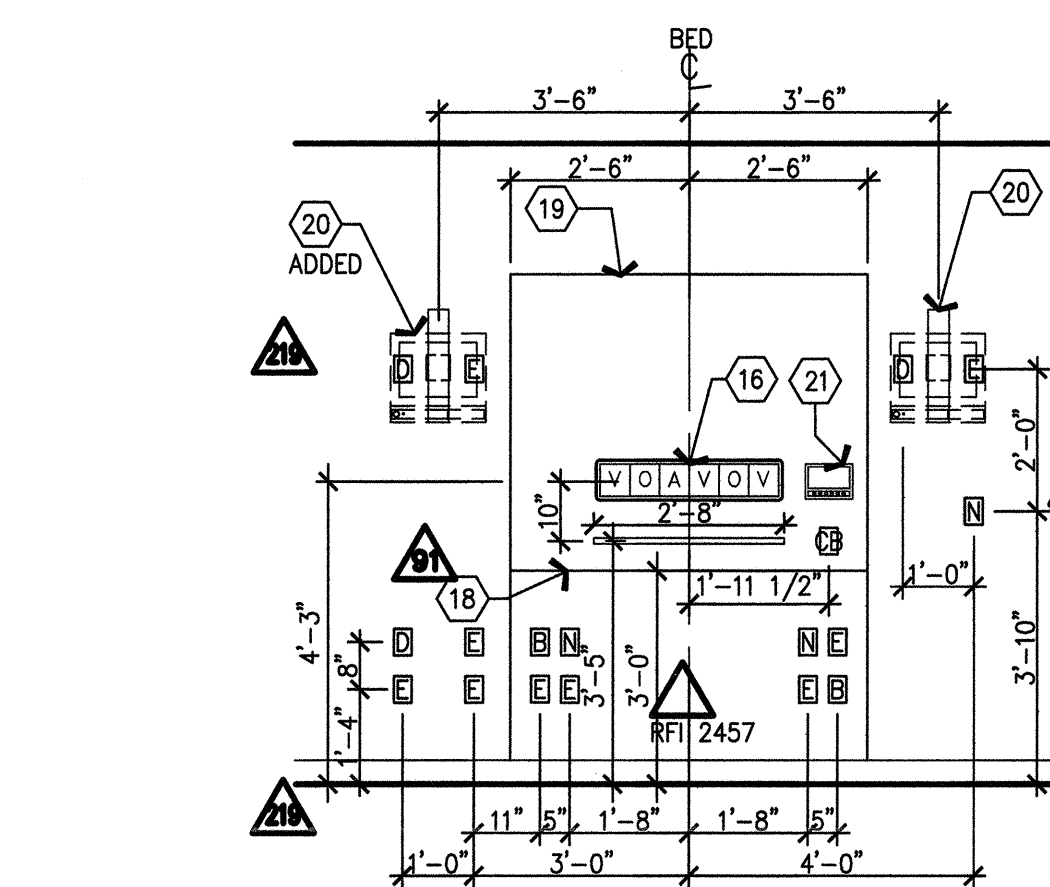 BED
C
3'-6" 3'-6"
2'-6" 2'-6"
20
19
20
ADDED
219
D E
D E
16
21
2'-0"
V O A V O V
10"
2'-8"
N
CB
91
18
1'-11 1/2"
1'-0"
4'-3"
D E B N N E
8"
3'-5"
3'-0"
3'-10"
E E E E E B
1'-4"
RFI 2457
219
11" 5" 1'-8" 1'-8" 5"
1'-0" 3'-0" 4'-0"